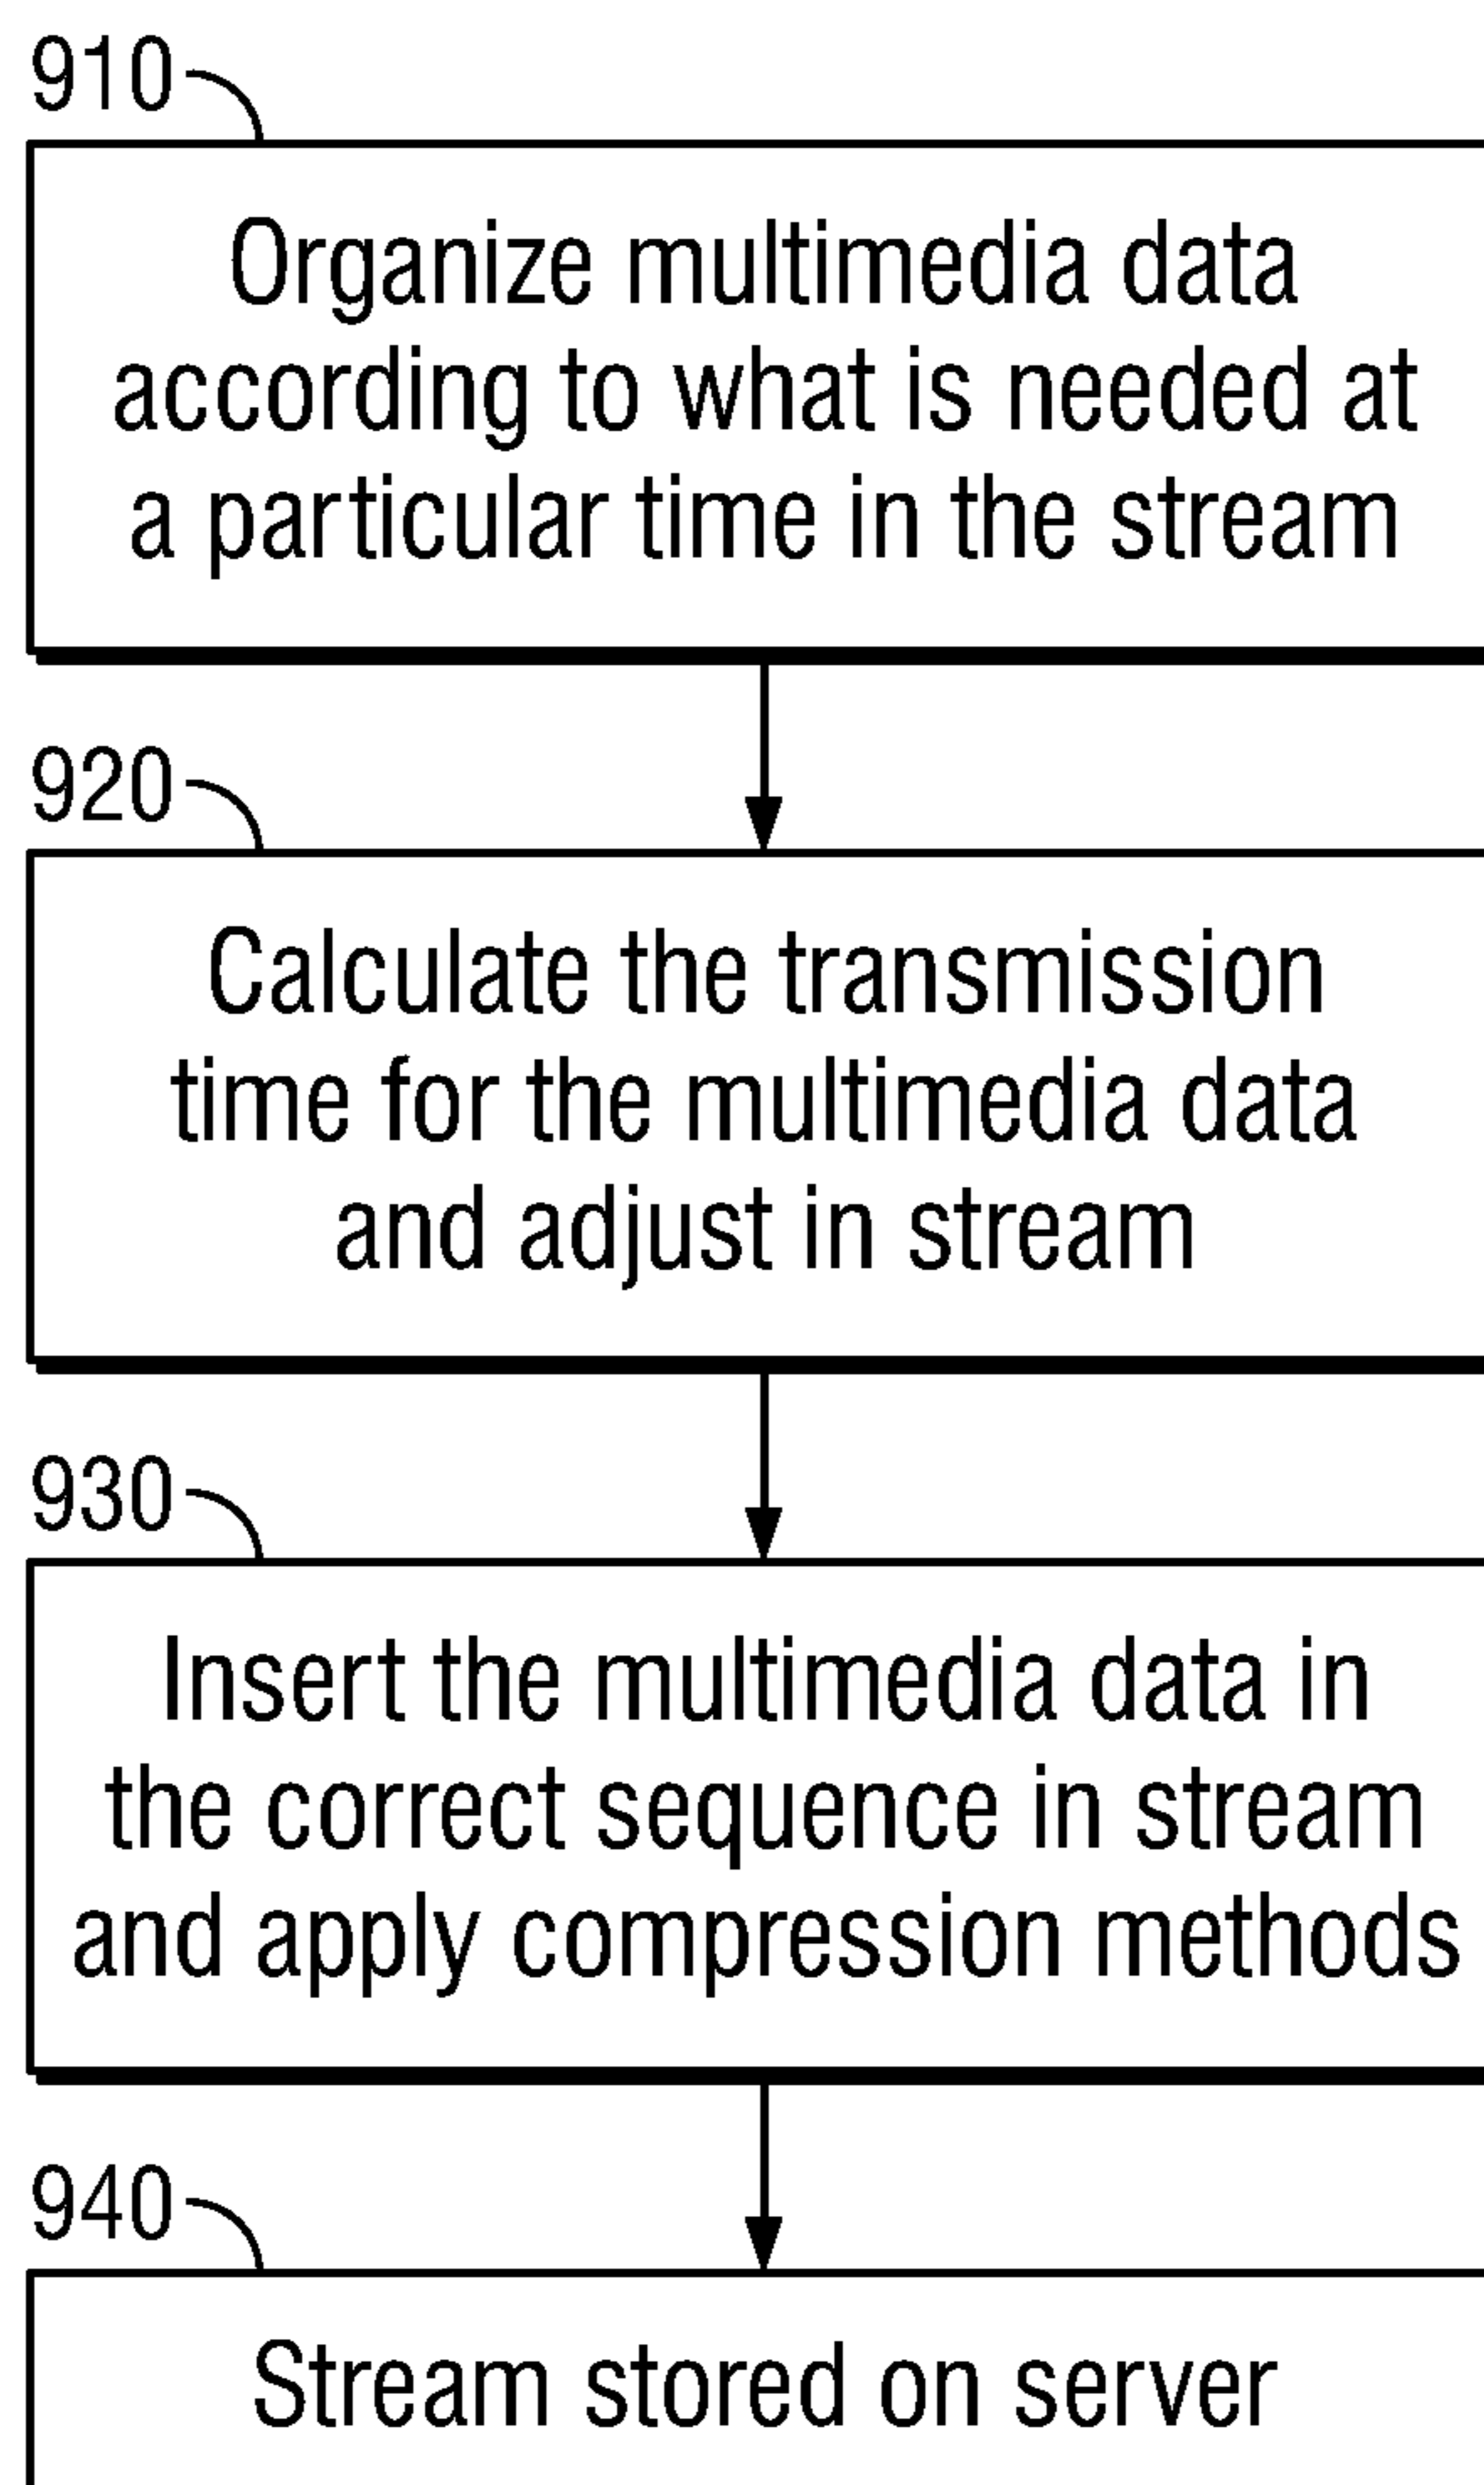 910
Organize multimedia data
according to what is needed at
a particular time in the stream
920
Calculate the transmission
time for the multimedia data
and adjust in stream
930
Insert the multimedia data in
the correct sequence in stream
and apply compression methods
940
Stream stored on server